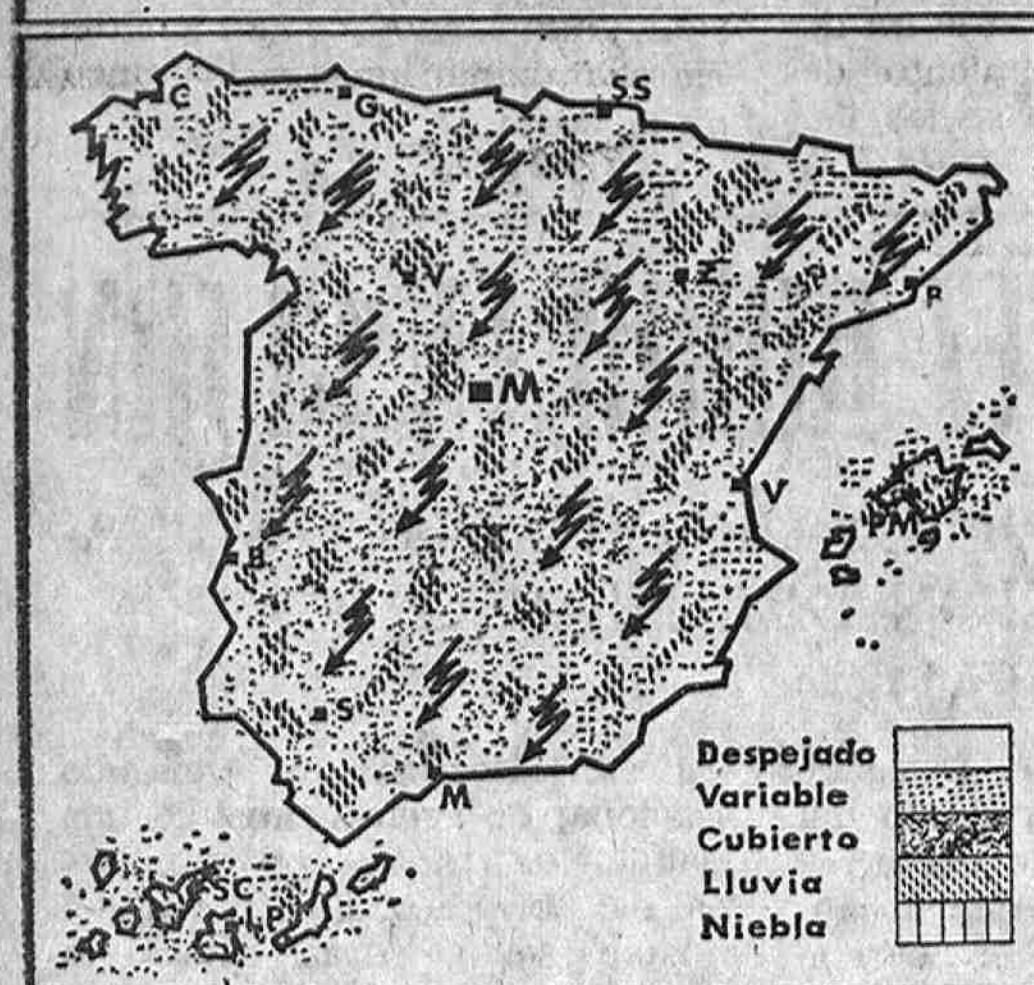 C
G
SS
V
Z
M
V
PM
S
M
SC
LP
Despejado
Variable
Cubierto
Lluvia
Niebla